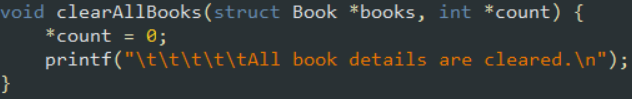 void clearAllBooks(struct Book *books, int *count) {
    *count = 0;
    printf("\t\t\t\t\tAll book details are cleared.\n");
}